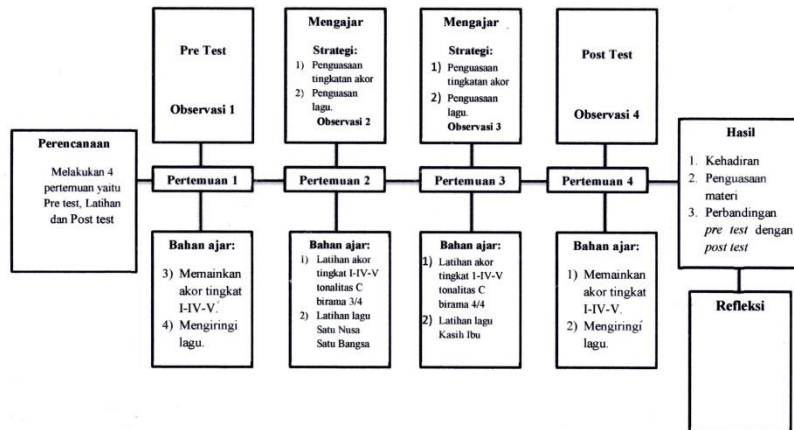 Perencanaan
Melakukan 4
pertemuan yaitu
Pre test, Latihan
dan Post test
Pre Test
Observasi 1
Pertemuan 1
Bahan ajar:
3) Memainkan
akor tingkat
I-IV-V.
4) Mengiringi
lagu.
Mengajar
Strategi:
1) Penguasaan
tingkatan akor
2) Penguasan
lagu.
Observasi 2
Pertemuan 2
Bahan ajar:
1) Latihan akor
tingkat I-IV-V
tonalitas C
birama 3/4
2) Latihan lagu
Satu Nusa
Satu Bangsa
Mengajar
Strategi:
1) Penguasaan
tingkatan akor
2) Penguasaan
lagu.
Observasi 3
Pertemuan 3
Bahan ajar:
1) Latihan akor
tingkat 1-IV-V
tonalitas C
birama 4/4
2) Latihan lagu
Kasih Ibu
Post Test
Observasi 4
Pertemuan 4
Bahan ajar:
1) Memainkan
akor tingkat
I-IV-V.
2) Mengiringi
lagu.
Hasil
1. Kehadiran
2. Penguasaan
materi
3. Perbandingan
pre test dengan
post test
Refleksi